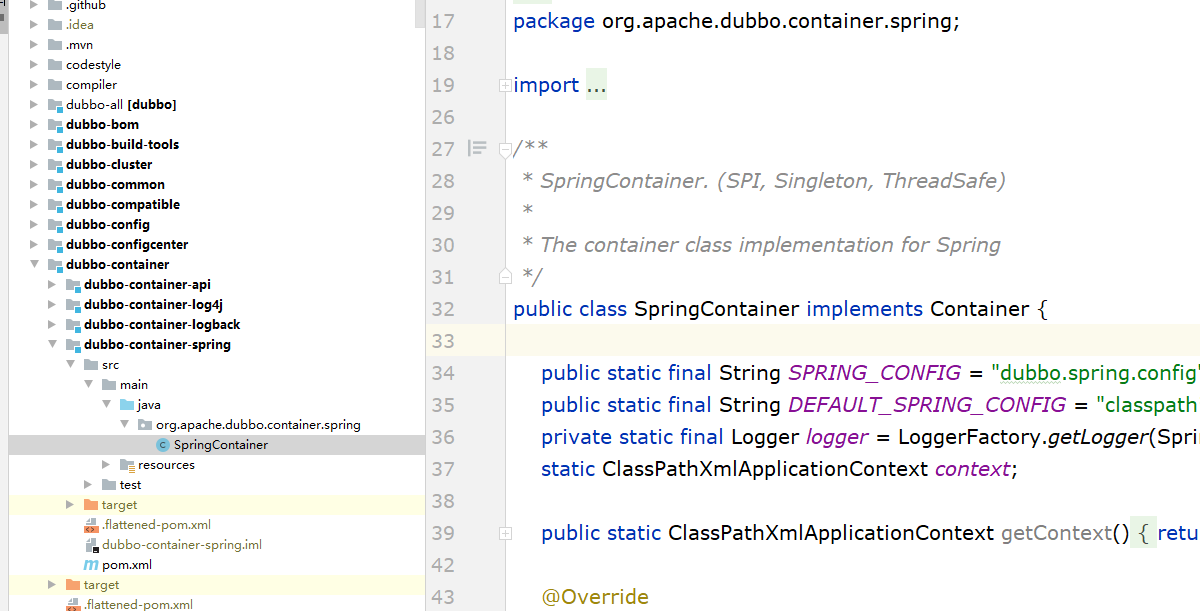 .github
.idea
.mvn
codestyle
compiler
dubbo-all [dubbo]
dubbo-bom
dubbo-build-tools
dubbo-cluster
dubbo-common
dubbo-compatible
dubbo-config
dubbo-configcenter
dubbo-container
dubbo-container-api
dubbo-container-log4j
dubbo-container-logback
dubbo-container-spring
src
main
java
org.apache.dubbo.container.spring
C SpringContainer
resources
test
target
.flattened-pom.xml
dubbo-container-spring.iml
m pom.xml
target
.flattened-pom.xml
17 package org.apache.dubbo.container.spring;
18
19 import ...
26
27 /**
28 * SpringContainer. (SPI, Singleton, ThreadSafe)
29 *
30 * The container class implementation for Spring
31 */
32 public class SpringContainer implements Container {
33
34 public static final String SPRING_CONFIG = "dubbo.spring.config"
35 public static final String DEFAULT_SPRING_CONFIG = "classpath
36 private static final Logger logger = LoggerFactory.getLogger(Spri
37 static ClassPathXmlApplicationContext context;
38
39 public static ClassPathXmlApplicationContext getContext() { retu
42
43 @Override